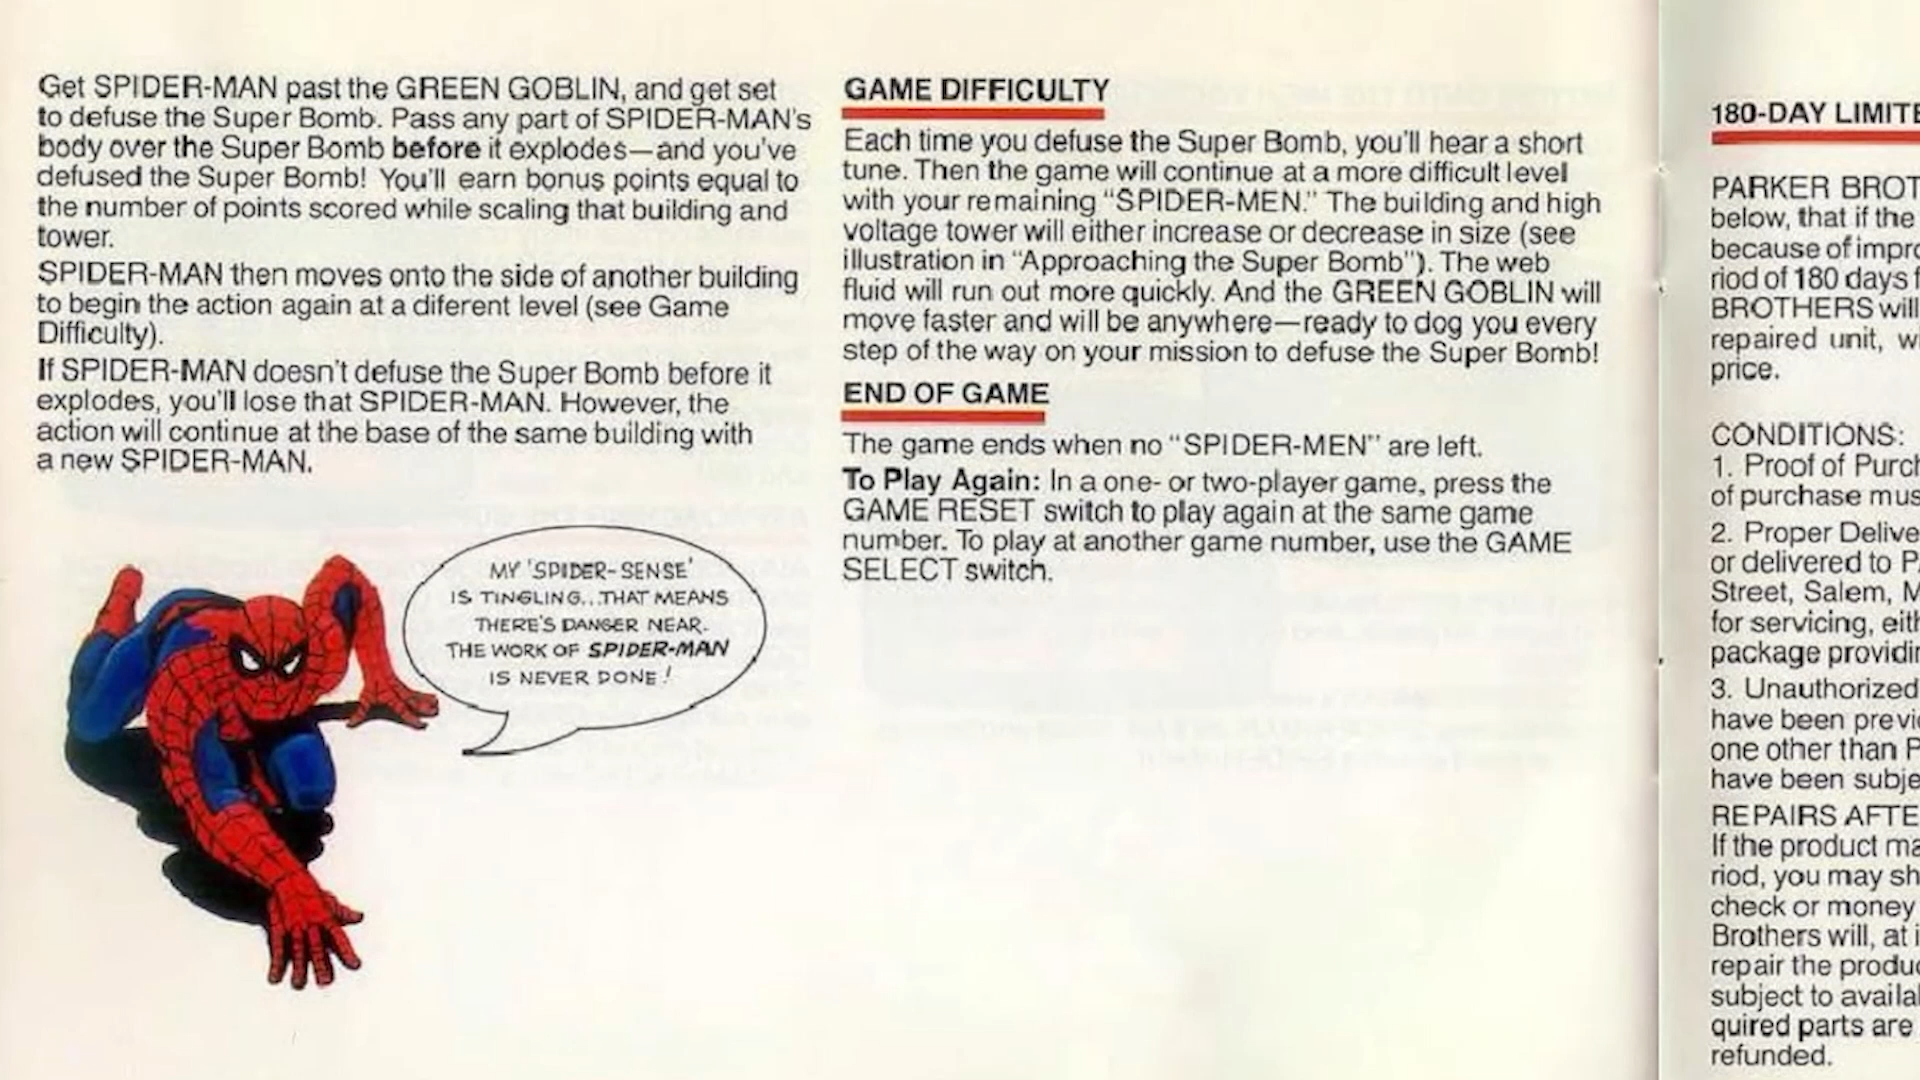 Get SPIDER-MAN past the GREEN GOBLIN, and get set
to defuse the Super Bomb. Pass any part of SPIDER-MAN's
body over the Super Bomb before it explodes—and you've
defused the Super Bomb! You'll earn bonus points equal to
the number of points scored while scaling that building and
tower.
SPIDER-MAN then moves onto the side of another building
to begin the action again at a diferent level (see Game
Difficulty).
If SPIDER-MAN doesn't defuse the Super Bomb before it
explodes, you'll lose that SPIDER-MAN. However, the
action will continue at the base of the same building with
a new SPIDER-MAN.
MY 'SPIDER-SENSE'
IS TINGLING...THAT MEANS
THERE'S DANGER NEAR.
THE WORK OF SPIDER-MAN
IS NEVER DONE!
GAME DIFFICULTY
Each time you defuse the Super Bomb, you'll hear a short
tune. Then the game will continue at a more difficult level
with your remaining "SPIDER-MEN." The building and high
voltage tower will either increase or decrease in size (see
illustration in "Approaching the Super Bomb"). The web
fluid will run out more quickly. And the GREEN GOBLIN will
move faster and will be anywhere—ready to dog you every
step of the way on your mission to defuse the Super Bomb!
END OF GAME
The game ends when no "SPIDER-MEN" are left.
To Play Again: In a one- or two-player game, press the
GAME RESET switch to play again at the same game
number. To play at another game number, use the GAME
SELECT switch.
180-DAY LIMITE
PARKER BROT
below, that if the
because of impro
riod of 180 days f
BROTHERS will
repaired unit, w
price.
CONDITIONS:
1. Proof of Purch
of purchase mus
2. Proper Delive
or delivered to P
Street, Salem, M
for servicing, eith
package providin
3. Unauthorized
have been previo
one other than P
have been subje
REPAIRS AFTE
If the product ma
riod, you may sh
check or money
Brothers will, at i
repair the produc
subject to availal
quired parts are
refunded.